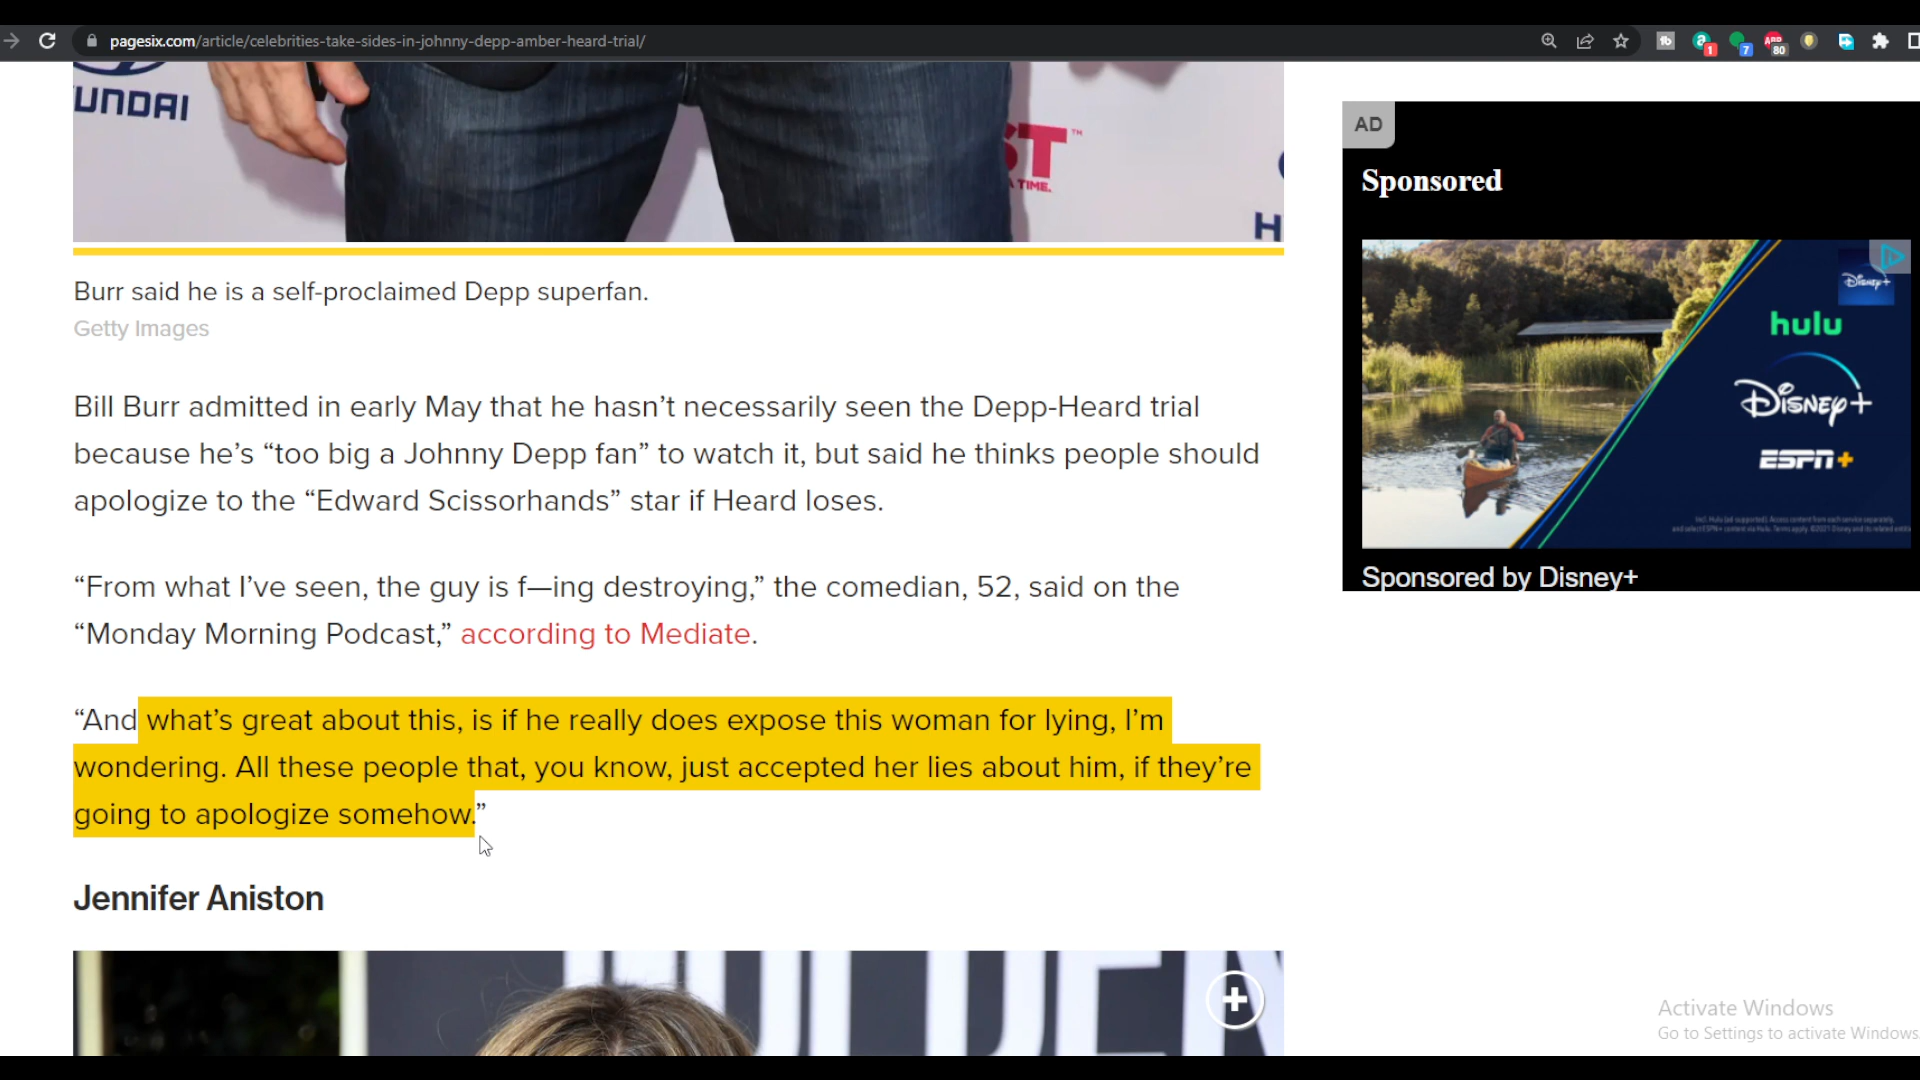 pagesix.com/article/celebrities-take-sides-in-johnny-depp-amber-heard-trial/
1
7
80
UNDAI
ST™
A TIME.
H
AD
Sponsored
Disney+
hulu
Disney+
ESPN+
Sponsored by Disney+
Burr said he is a self-proclaimed Depp superfan.
Getty Images
Bill Burr admitted in early May that he hasn’t necessarily seen the Depp-Heard trial
because he’s “too big a Johnny Depp fan” to watch it, but said he thinks people should
apologize to the “Edward Scissorhands” star if Heard loses.
“From what I’ve seen, the guy is f—ing destroying,” the comedian, 52, said on the
“Monday Morning Podcast,” according to Mediate.
“And what’s great about this, is if he really does expose this woman for lying, I’m
wondering. All these people that, you know, just accepted her lies about him, if they’re
going to apologize somehow.”
Jennifer Aniston
Activate Windows
Go to Settings to activate Windows.